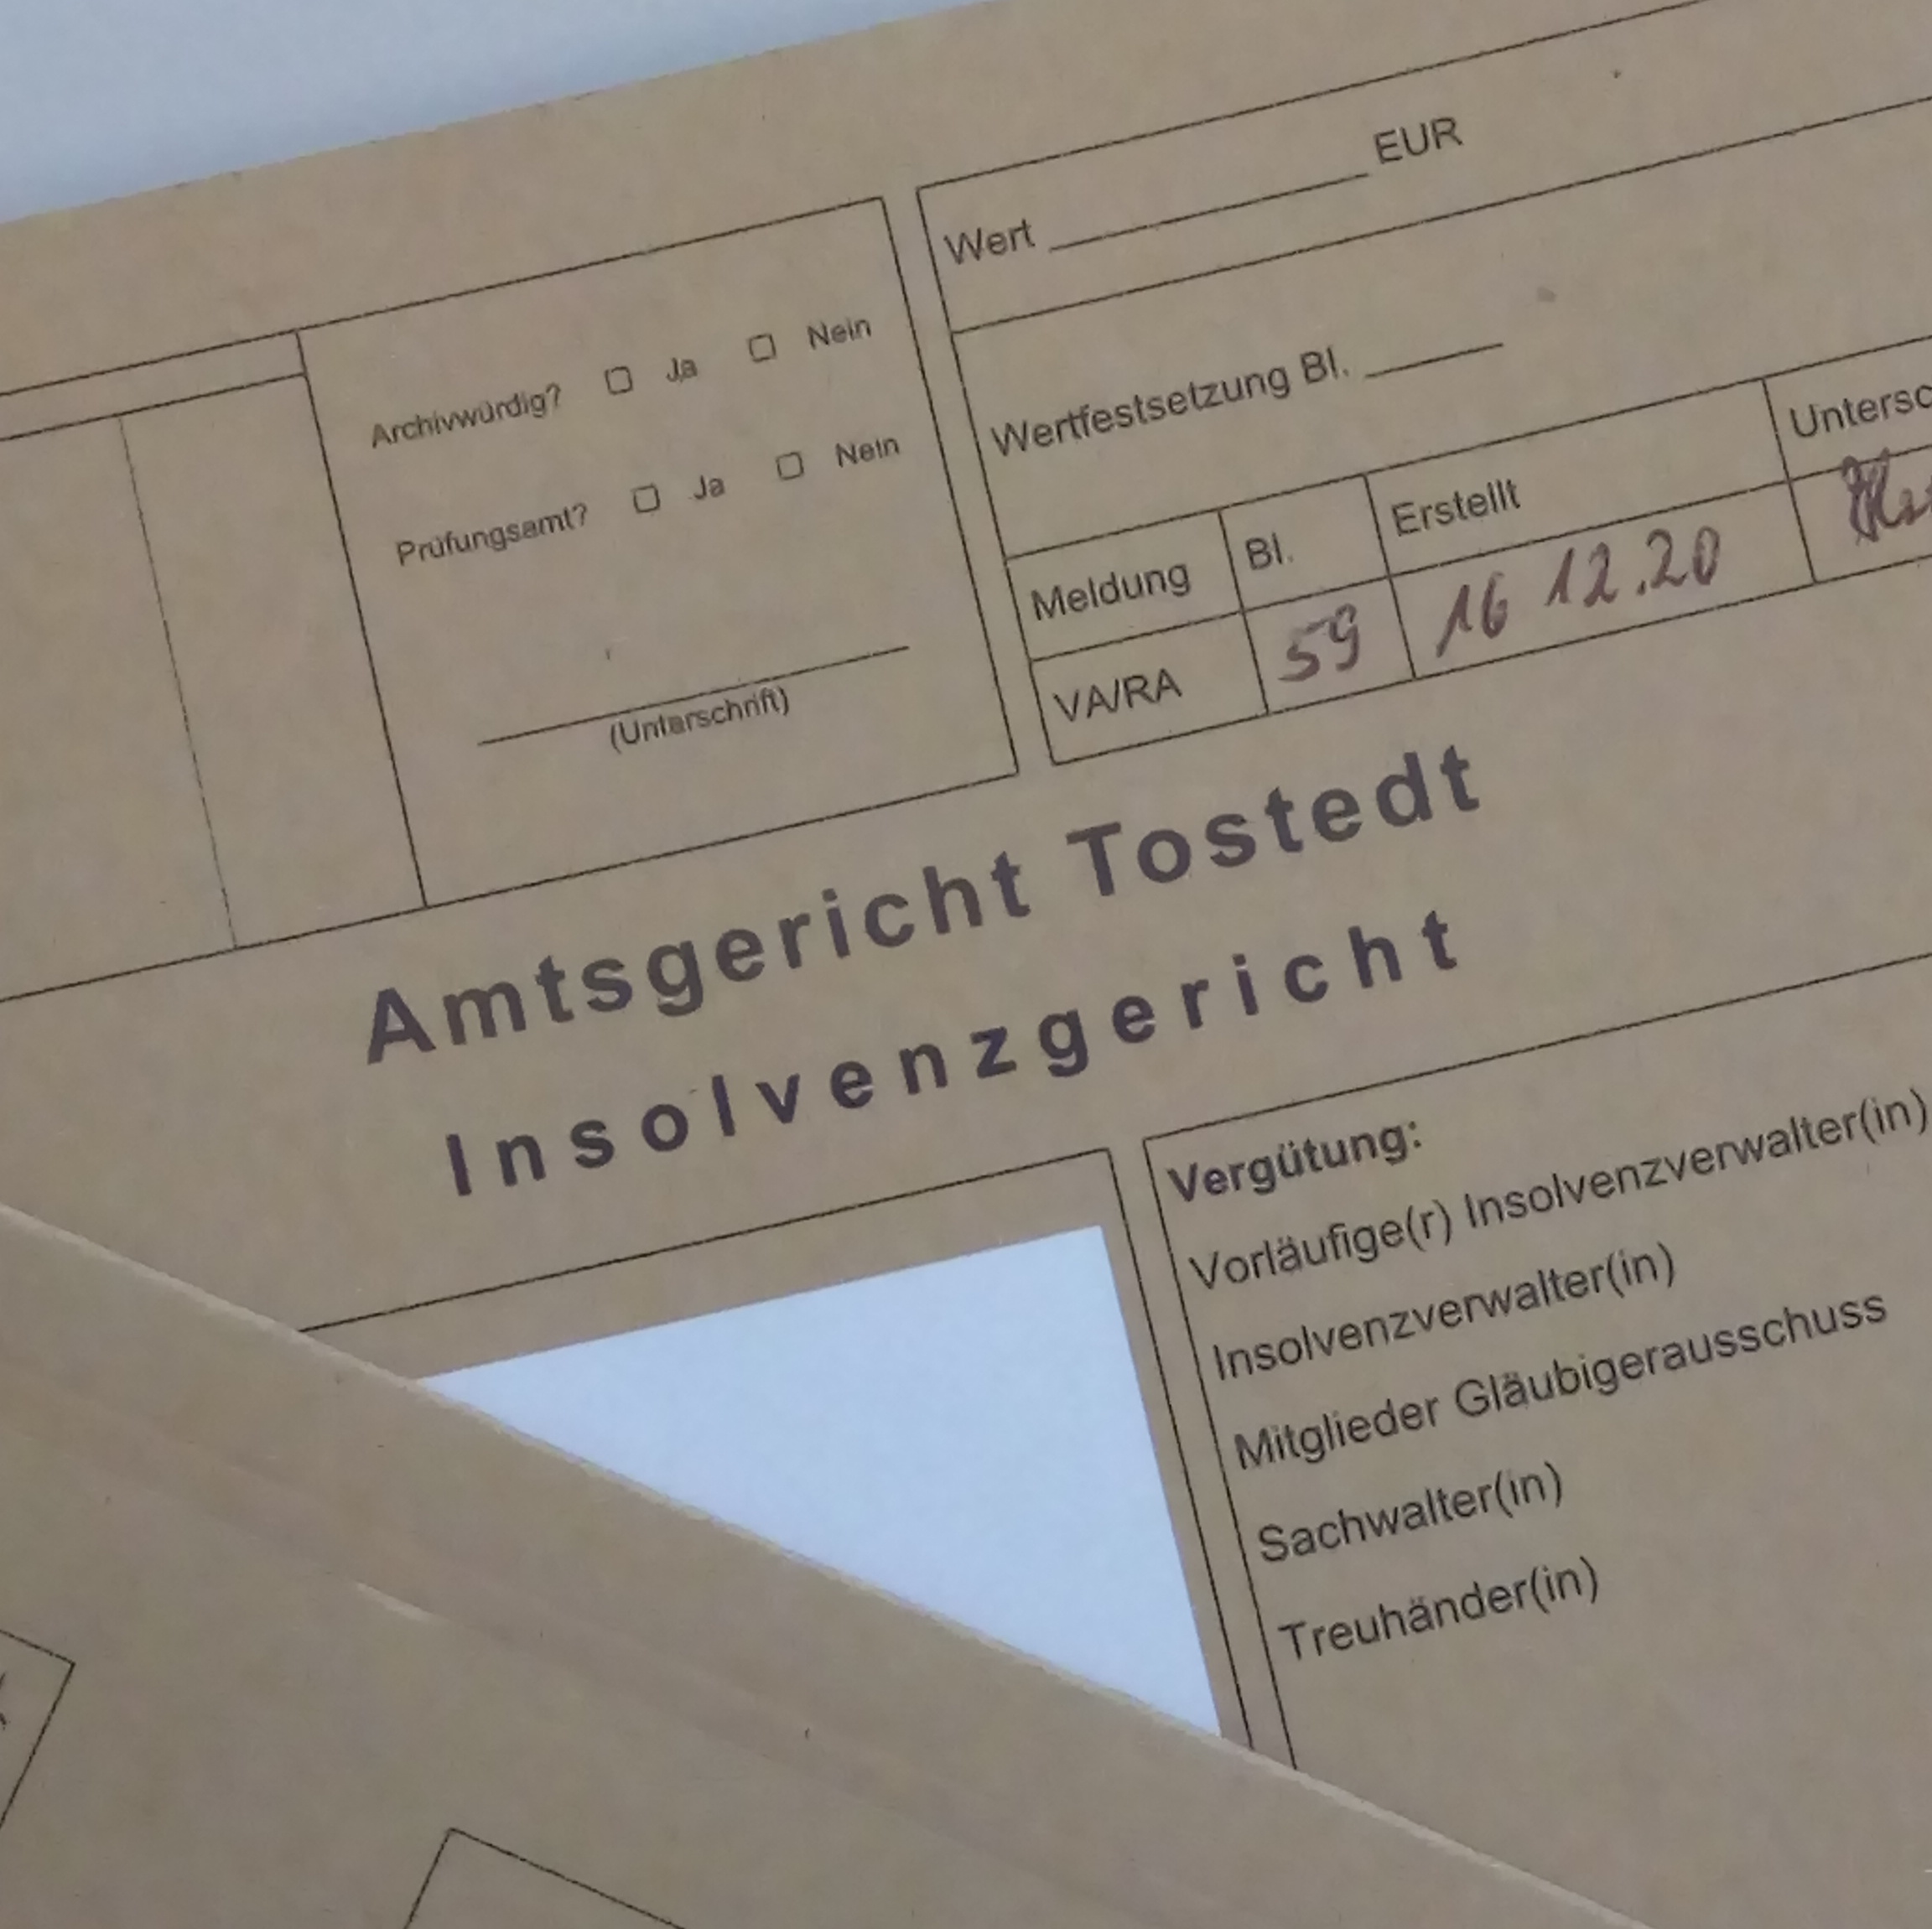 Wert EUR
Archivwürdig? Ja Nein
Prüfungsamt? Ja Nein
(Unterschrift)
Wertfestsetzung Bl.
Meldung Bl. Erstellt Untersc
VA/RA 59 16 12.20
Amtsgericht Tostedt
Insolvenzgericht
Vergütung:
Vorläufige(r) Insolvenzverwalter(in)
Insolvenzverwalter(in)
Mitglieder Gläubigerausschuss
Sachwalter(in)
Treuhänder(in)